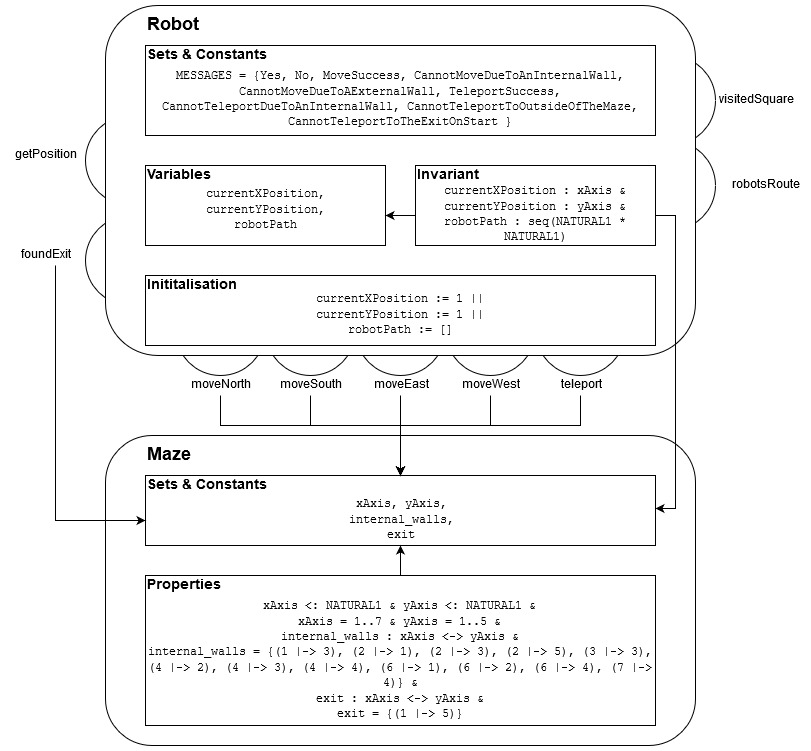 Robot
Sets & Constants
MESSAGES = {Yes, No, MoveSuccess, CannotMoveDueToAnInternalWall,
CannotMoveDueToAExternalWall, TeleportSuccess,
CannotTeleportDueToAnInternalWall, CannotTeleportToOutsideOfTheMaze,
CannotTeleportToTheExitOnStart }
visitedSquare
getPosition
robotsRoute
Variables
currentXPosition,
currentYPosition,
robotPath
Invariant
currentXPosition : xAxis &
currentYPosition : yAxis &
robotPath : seq(NATURAL1 *
NATURAL1)
foundExit
Inititalisation
currentXPosition := 1 ||
currentYPosition := 1 ||
robotPath := []
moveNorth
moveSouth
moveEast
moveWest
teleport
Maze
Sets & Constants
xAxis, yAxis,
internal_walls,
exit
Properties
xAxis <: NATURAL1 & yAxis <: NATURAL1 &
xAxis = 1..7 & yAxis = 1..5 &
internal_walls : xAxis <-> yAxis &
internal_walls = {(1 |-> 3), (2 |-> 1), (2 |-> 3), (2 |-> 5), (3 |-> 3),
(4 |-> 2), (4 |-> 3), (4 |-> 4), (6 |-> 1), (6 |-> 2), (6 |-> 4), (7 |->
4)} &
exit : xAxis <-> yAxis &
exit = {(1 |-> 5)}